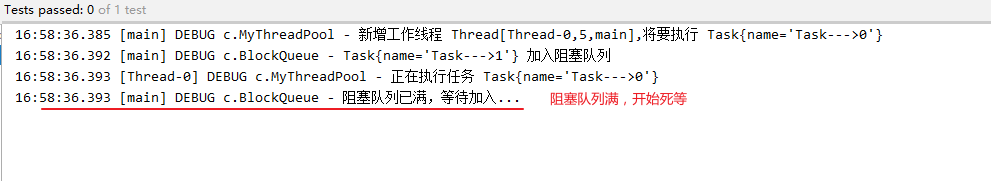 Tests passed: 0 of 1 test
16:58:36.385 [main] DEBUG c.MyThreadPool - 新增工作线程 Thread[Thread-0,5,main],将要执行 Task{name='Task--->0'}
16:58:36.392 [main] DEBUG c.BlockQueue - Task{name='Task--->1'} 加入阻塞队列
16:58:36.393 [Thread-0] DEBUG c.MyThreadPool - 正在执行任务 Task{name='Task--->0'}
16:58:36.393 [main] DEBUG c.BlockQueue - 阻塞队列已满，等待加入... 阻塞队列满，开始死等